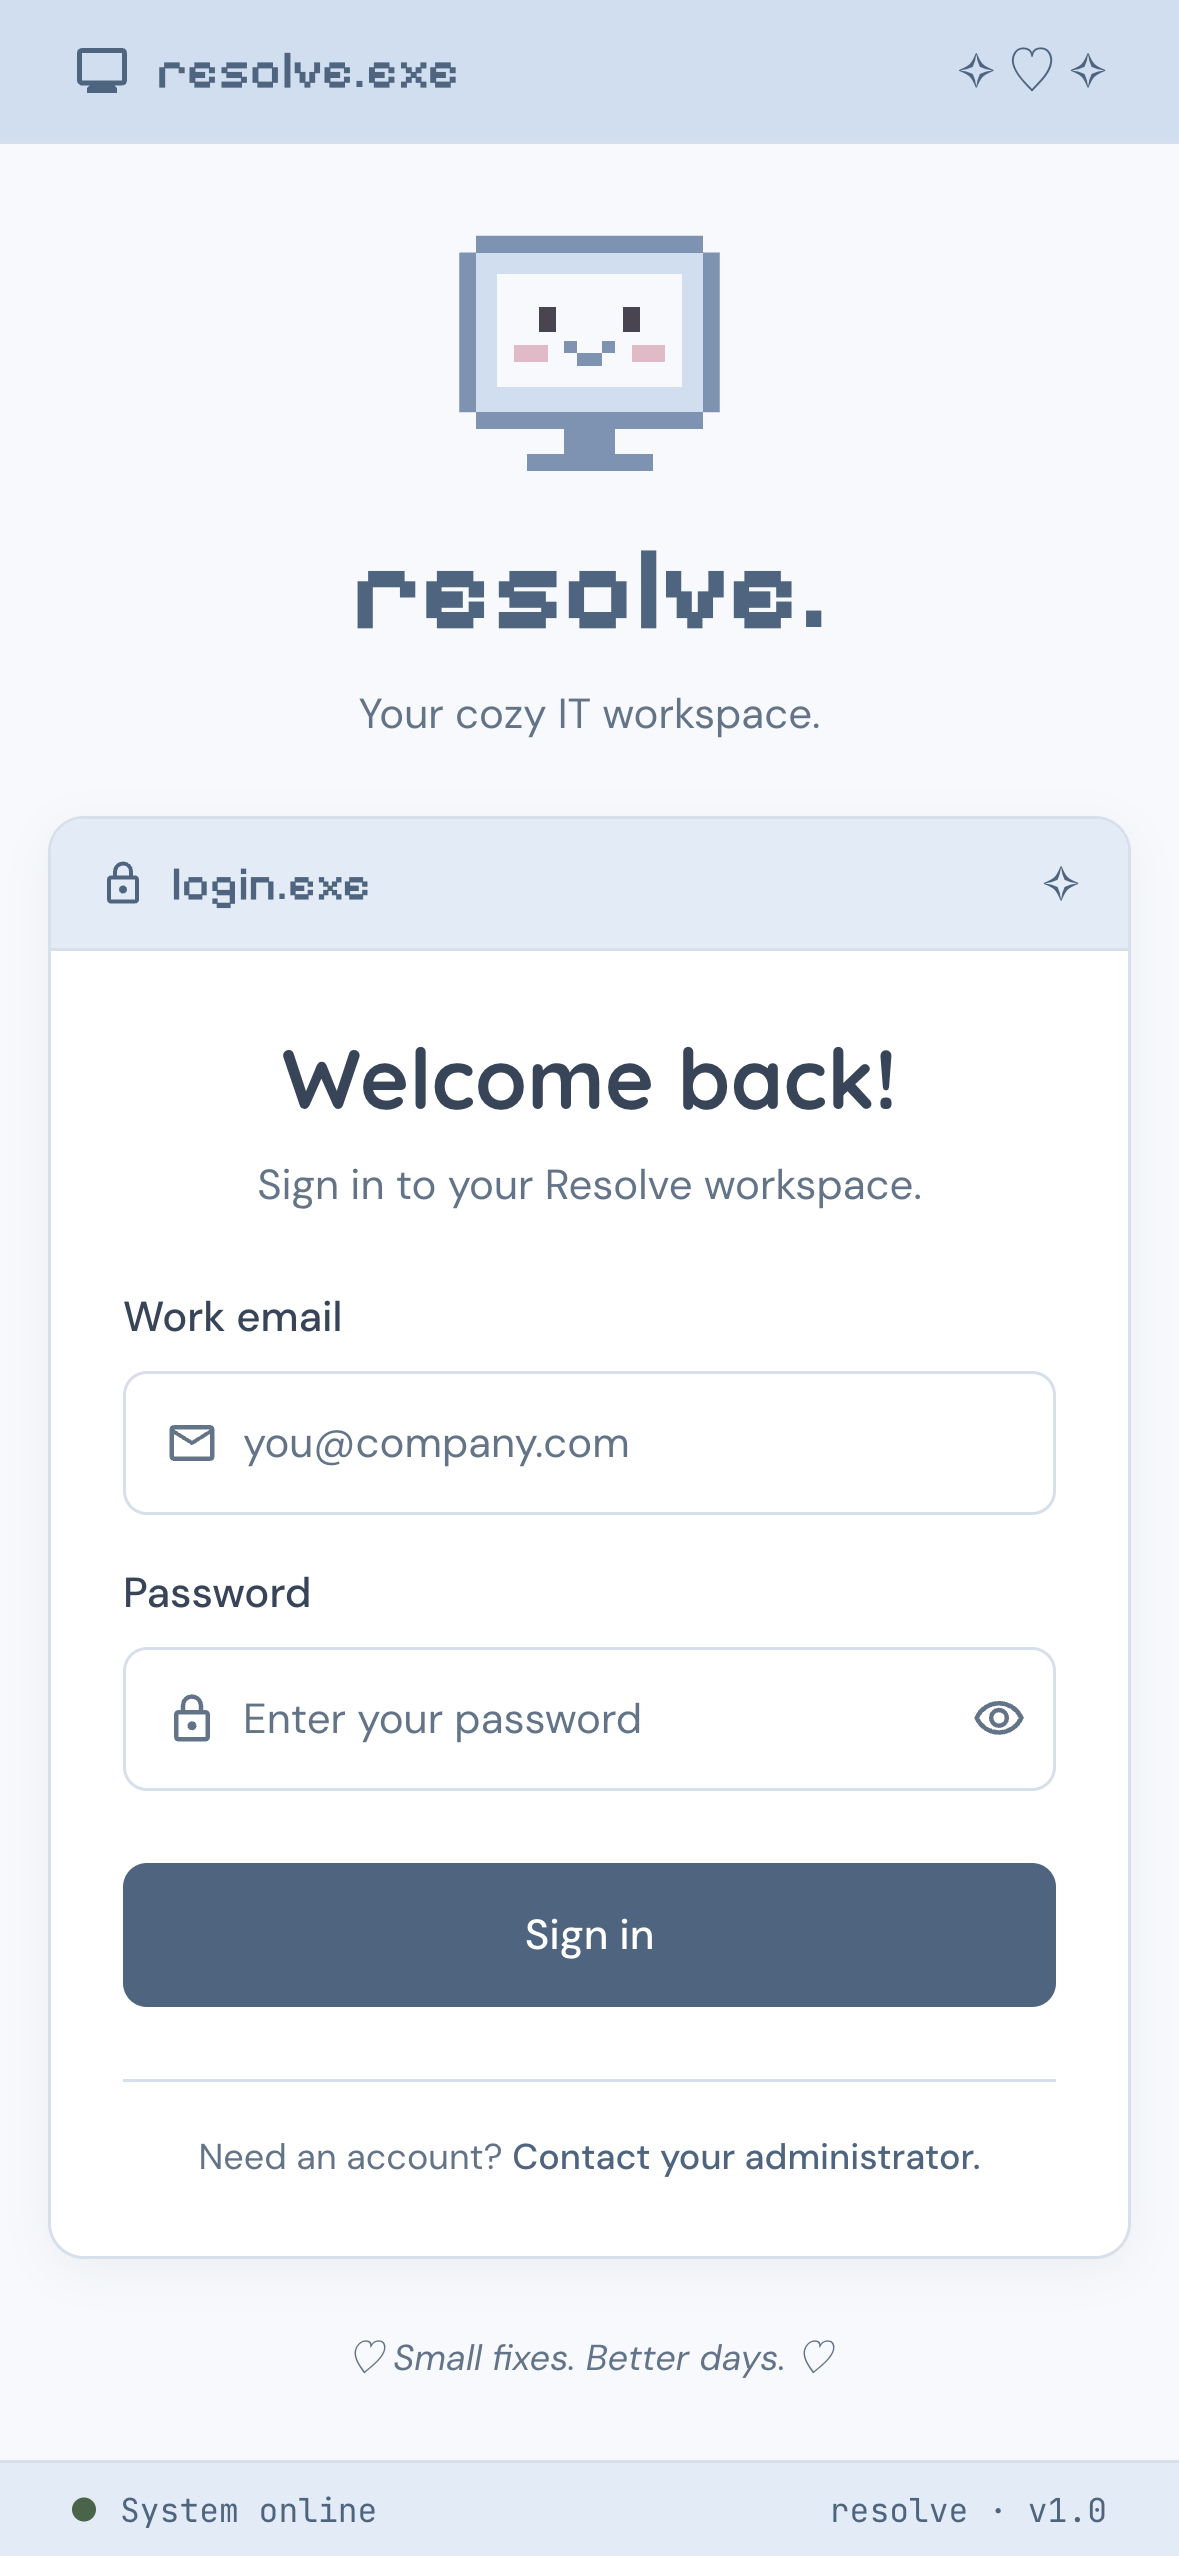 resolve.exe ✧ ♡ ✧
resolve.
Your cozy IT workspace.
login.exe ✧
Welcome back!
Sign in to your Resolve workspace.
Work email
you@company.com
Password
Enter your password
Sign in
Need an account? Contact your administrator.
♡ Small fixes. Better days. ♡
System online
resolve · v1.0